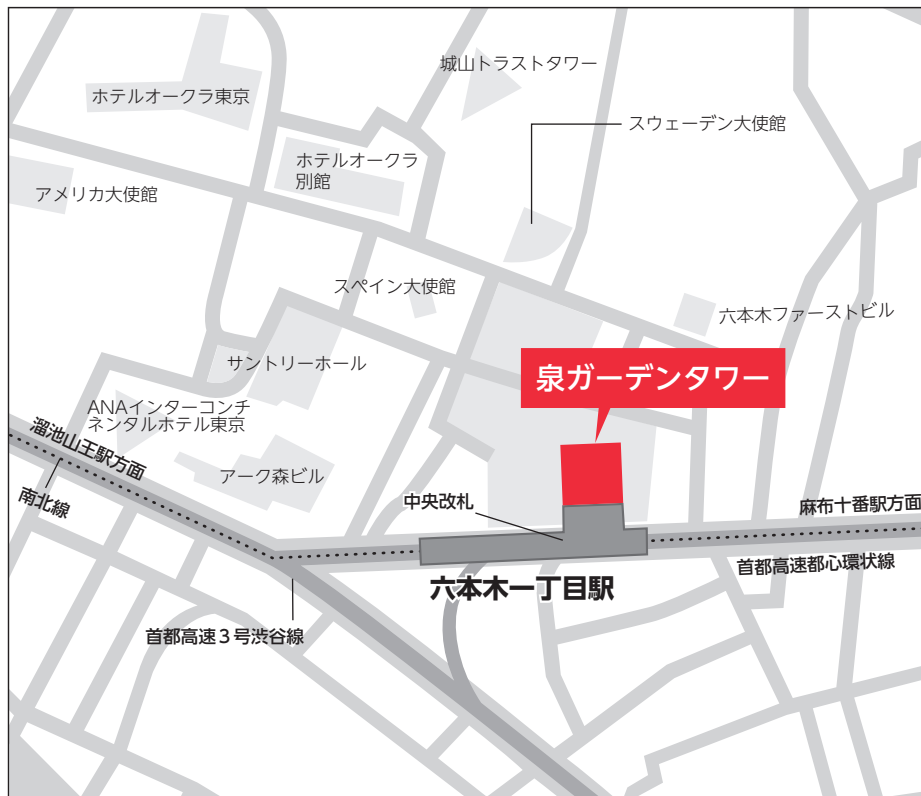 城山トラストタワー
ホテルオークラ東京
スウェーデン大使館
ホテルオークラ
別館
アメリカ大使館
スペイン大使館
六本木ファーストビル
サントリーホール
泉ガーデンタワー
ANAインターコンチ
ネンタルホテル東京
溜池山王駅方面
アーク森ビル
南北線
中央改札
麻布十番駅方面
首都高速都心環状線
六本木一丁目駅
首都高速3号渋谷線